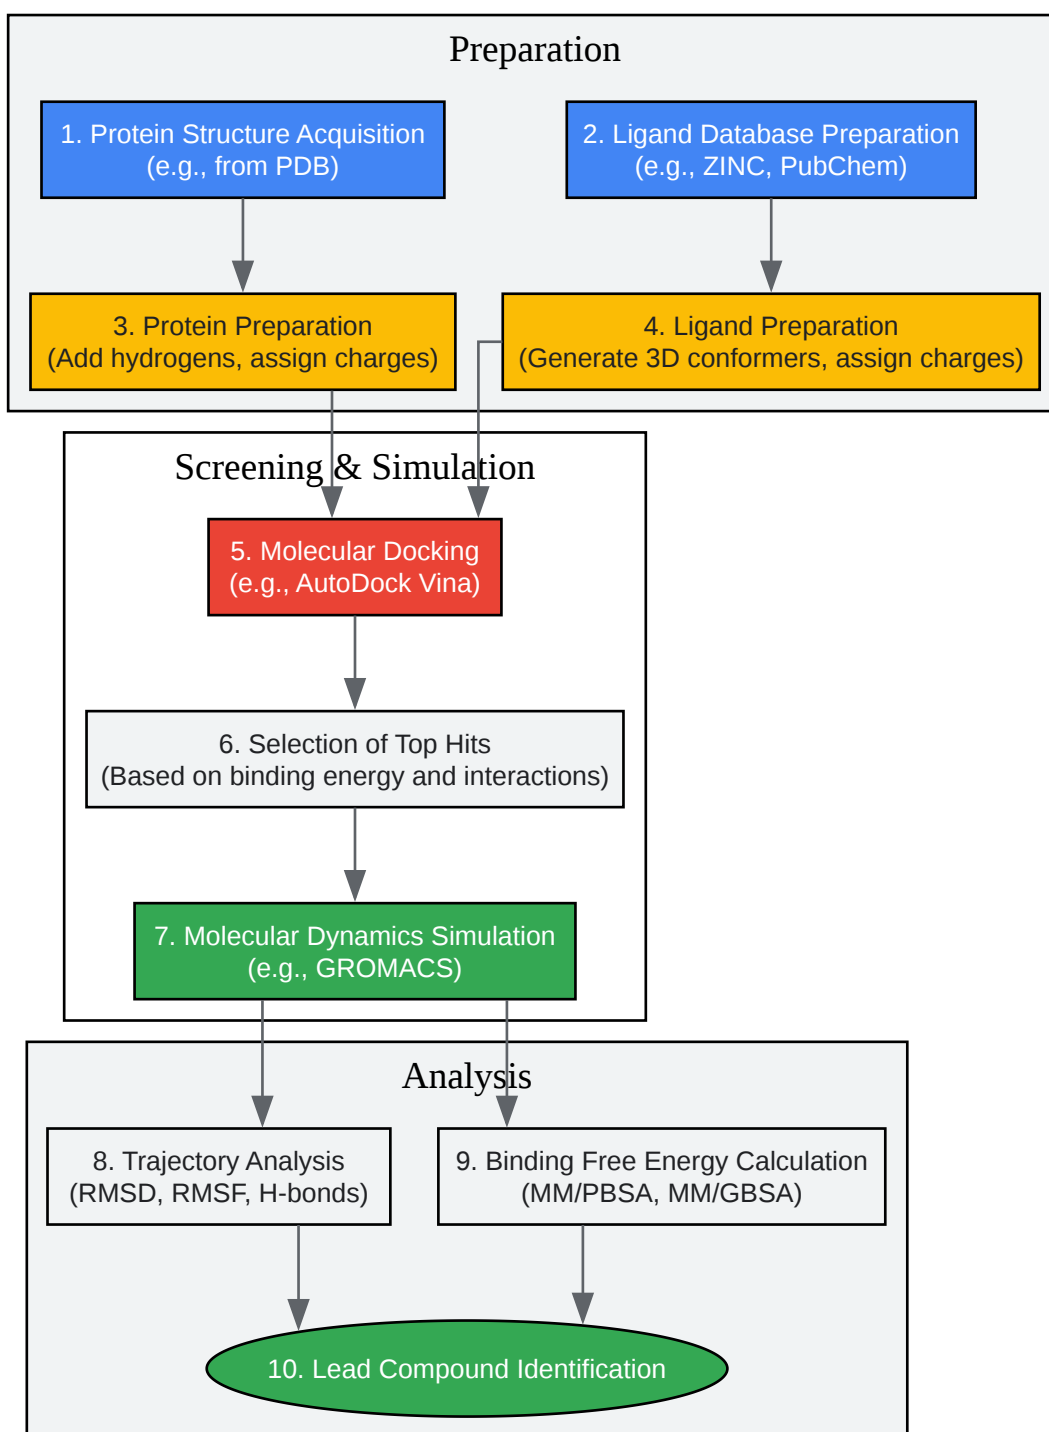 Preparation
1. Protein Structure Acquisition
(e.g., from PDB)
2. Ligand Database Preparation
(e.g., ZINC, PubChem)
3. Protein Preparation
(Add hydrogens, assign charges)
4. Ligand Preparation
(Generate 3D conformers, assign charges)
Screening & Simulation
5. Molecular Docking
(e.g., AutoDock Vina)
6. Selection of Top Hits
(Based on binding energy and interactions)
7. Molecular Dynamics Simulation
(e.g., GROMACS)
Analysis
8. Trajectory Analysis
(RMSD, RMSF, H-bonds)
9. Binding Free Energy Calculation
(MM/PBSA, MM/GBSA)
10. Lead Compound Identification